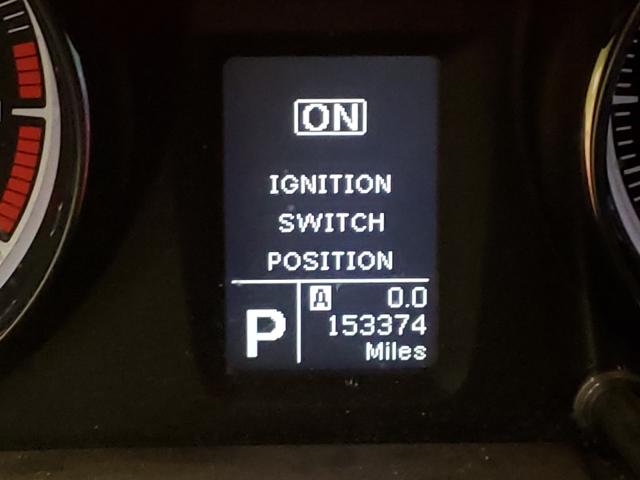 ON
IGNITION
SWITCH
POSITION
P
A 0.0
153374
Miles